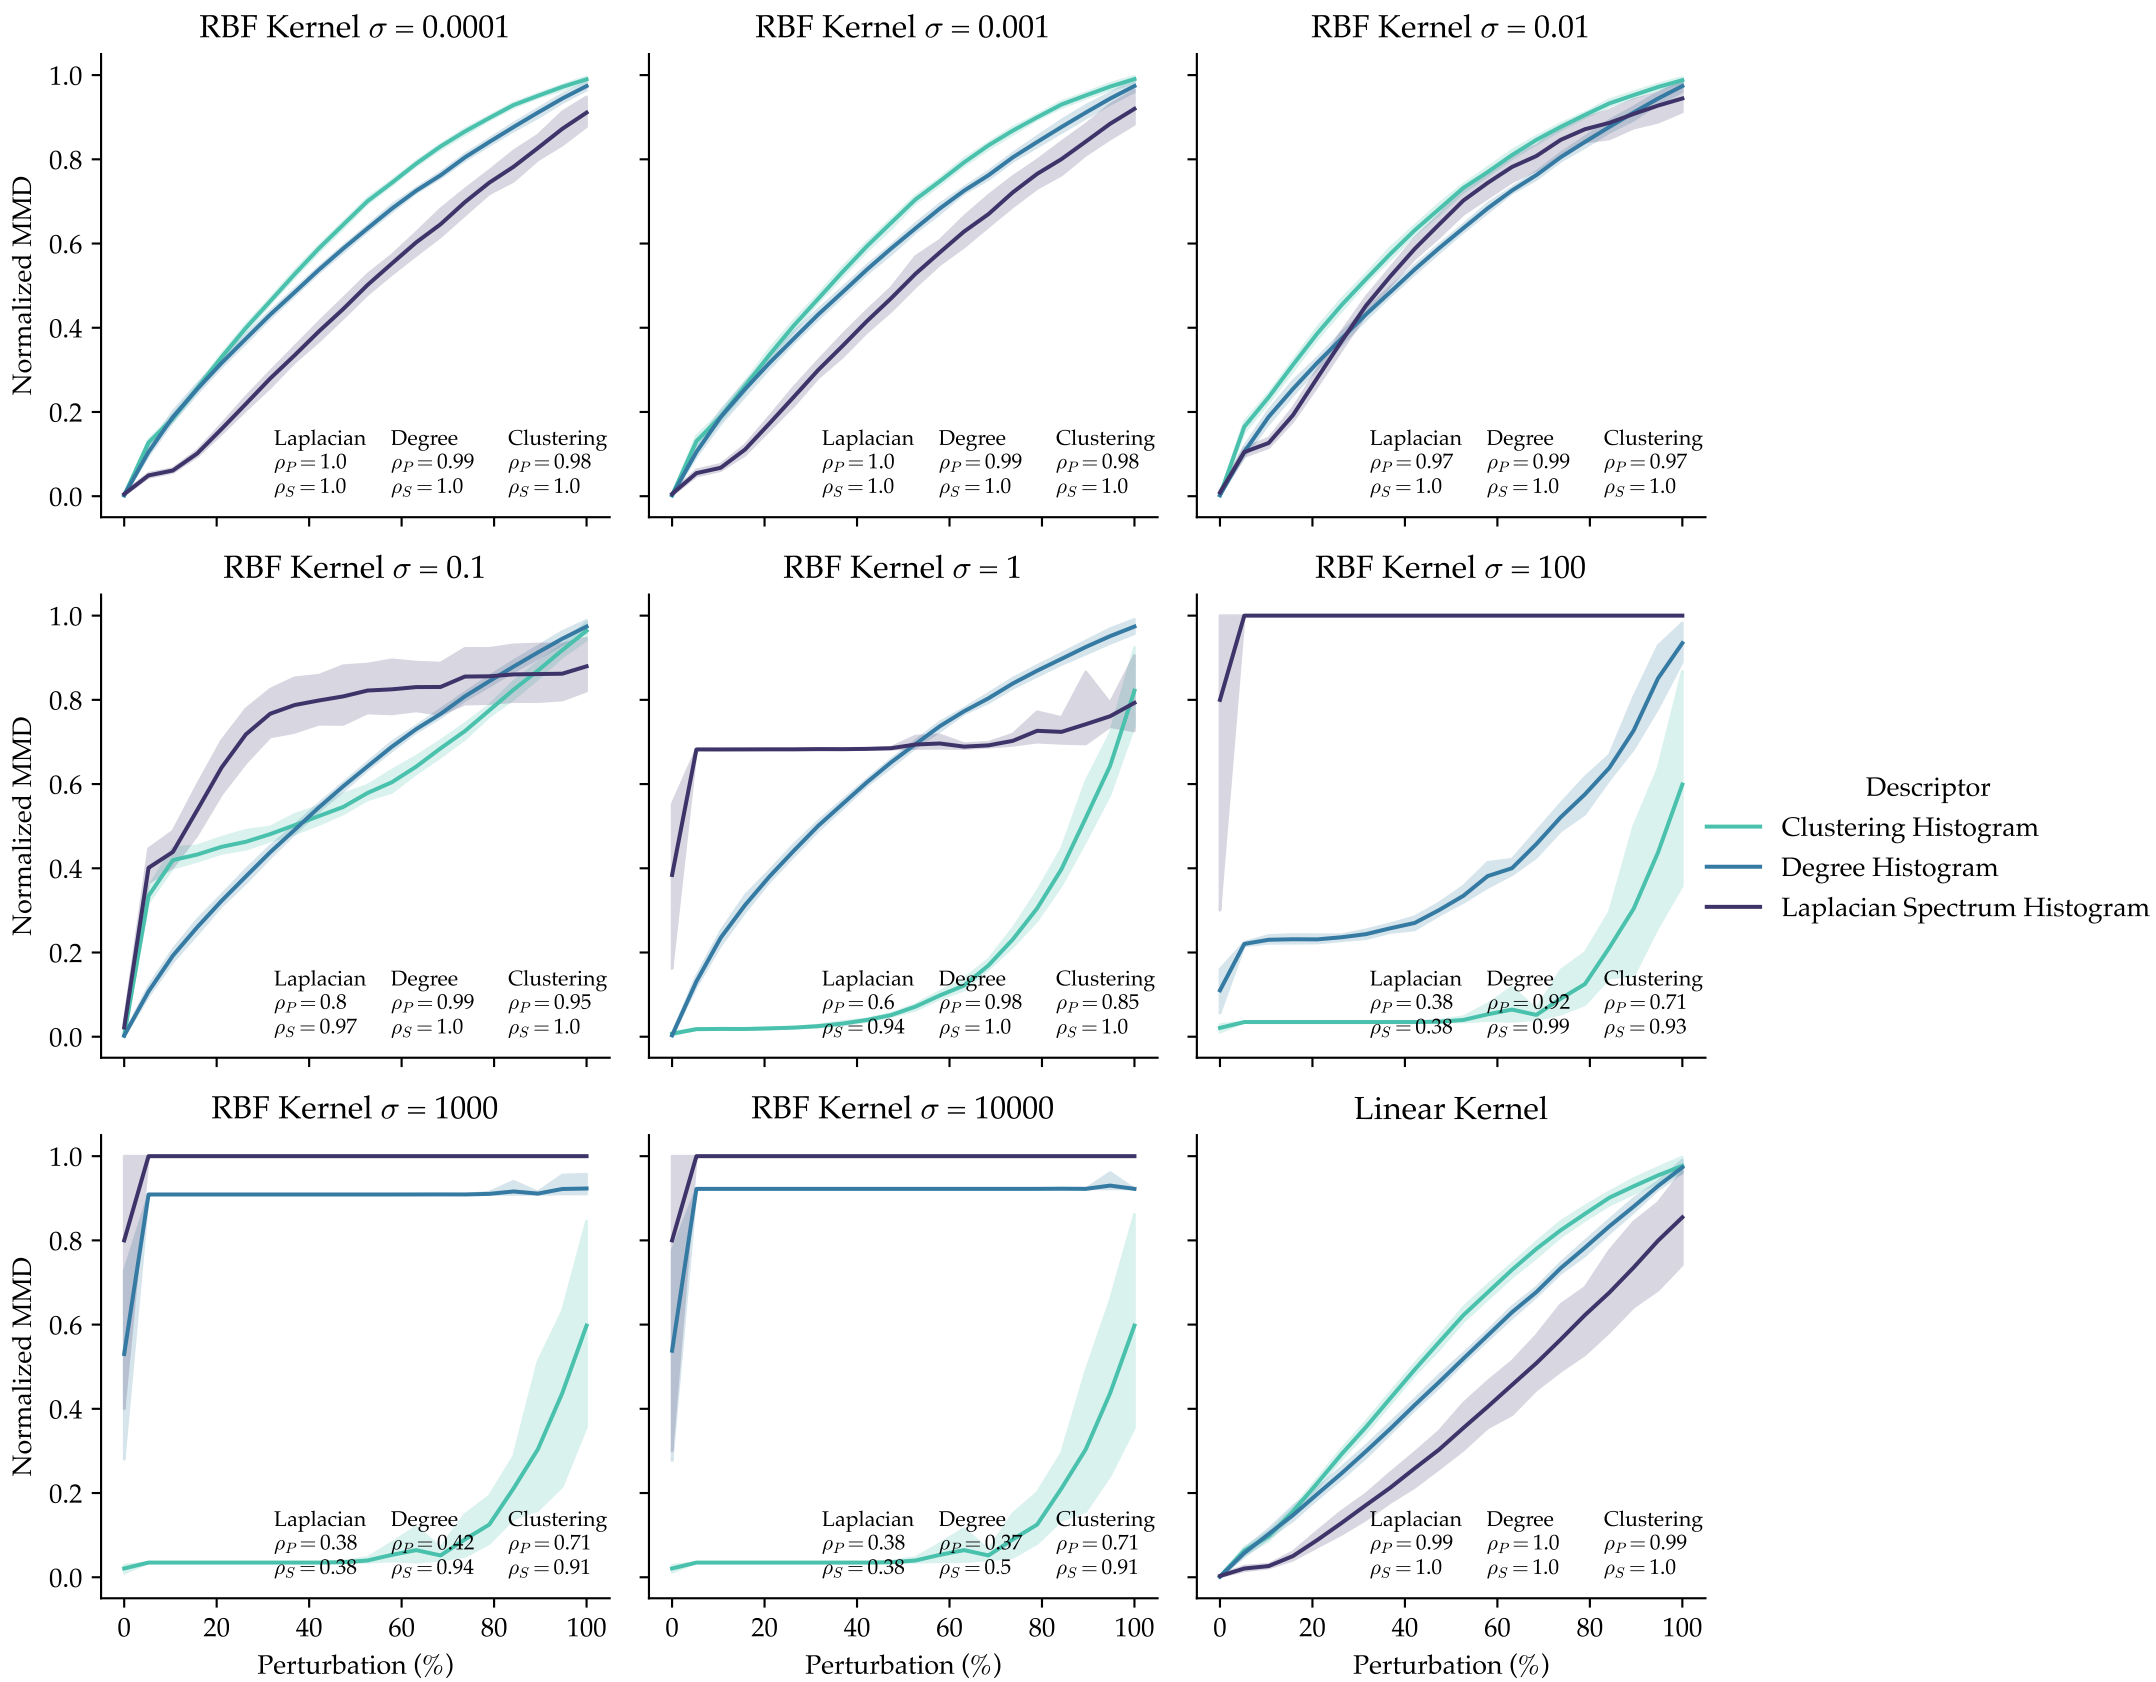 RBF Kernel σ = 0.0001
RBF Kernel σ = 0.001
RBF Kernel σ = 0.01
Normalized MMD
1.0
0.8
0.6
0.4
0.2
0.0
Laplacian Degree Clustering
ρP = 1.0 ρP = 0.99 ρP = 0.98
ρS = 1.0 ρS = 1.0 ρS = 1.0
Laplacian Degree Clustering
ρP = 1.0 ρP = 0.99 ρP = 0.98
ρS = 1.0 ρS = 1.0 ρS = 1.0
Laplacian Degree Clustering
ρP = 0.97 ρP = 0.99 ρP = 0.97
ρS = 1.0 ρS = 1.0 ρS = 1.0
RBF Kernel σ = 0.1
RBF Kernel σ = 1
RBF Kernel σ = 100
Normalized MMD
1.0
0.8
0.6
0.4
0.2
0.0
Laplacian Degree Clustering
ρP = 0.8 ρP = 0.99 ρP = 0.95
ρS = 0.97 ρS = 1.0 ρS = 1.0
Laplacian Degree Clustering
ρP = 0.6 ρP = 0.98 ρP = 0.85
ρS = 0.94 ρS = 1.0 ρS = 1.0
Laplacian Degree Clustering
ρP = 0.38 ρP = 0.92 ρP = 0.71
ρS = 0.38 ρS = 0.99 ρS = 0.93
Descriptor
Clustering Histogram
Degree Histogram
Laplacian Spectrum Histogram
RBF Kernel σ = 1000
RBF Kernel σ = 10000
Linear Kernel
Normalized MMD
1.0
0.8
0.6
0.4
0.2
0.0
Laplacian Degree Clustering
ρP = 0.38 ρP = 0.42 ρP = 0.71
ρS = 0.38 ρS = 0.94 ρS = 0.91
Laplacian Degree Clustering
ρP = 0.38 ρP = 0.37 ρP = 0.71
ρS = 0.38 ρS = 0.5 ρS = 0.91
Laplacian Degree Clustering
ρP = 0.99 ρP = 1.0 ρP = 0.99
ρS = 1.0 ρS = 1.0 ρS = 1.0
0 20 40 60 80 100
0 20 40 60 80 100
0 20 40 60 80 100
Perturbation (%)
Perturbation (%)
Perturbation (%)